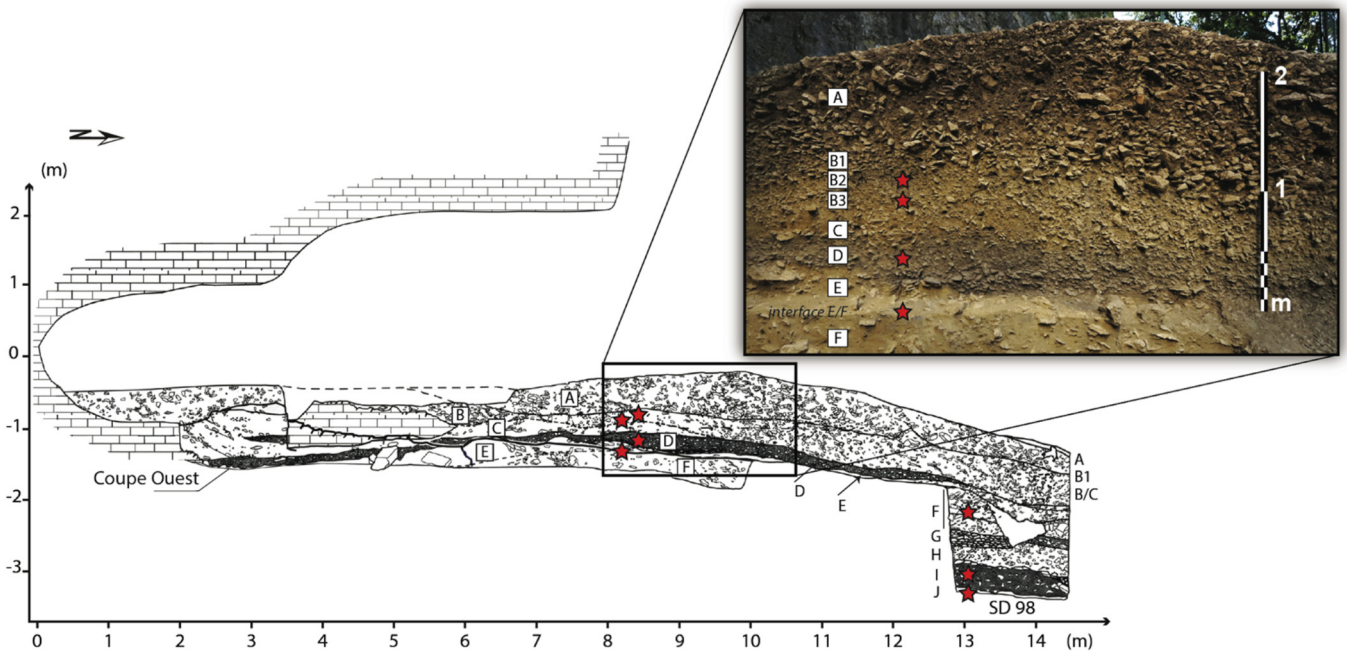 N
(m)
2
1
0
-1
-2
-3
0 1 2 3 4 5 6 7 8 9 10 11 12 13 14 (m)
Coupe Ouest
A
B
C
D
E
F
D
E
A
B1
B/C
F
G
H
I
J
SD 98
A
B1
B2
B3
C
D
E
interface E/F
F
2
1
m